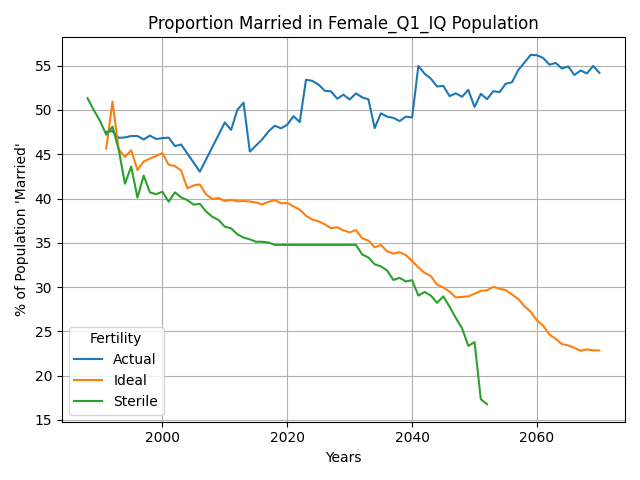 Proportion Married in Female_Q1_IQ Population
% of Population 'Married'
55
50
45
40
35
30
25
20
15
Fertility
Actual
Ideal
Sterile
2000 2020 2040 2060
Years